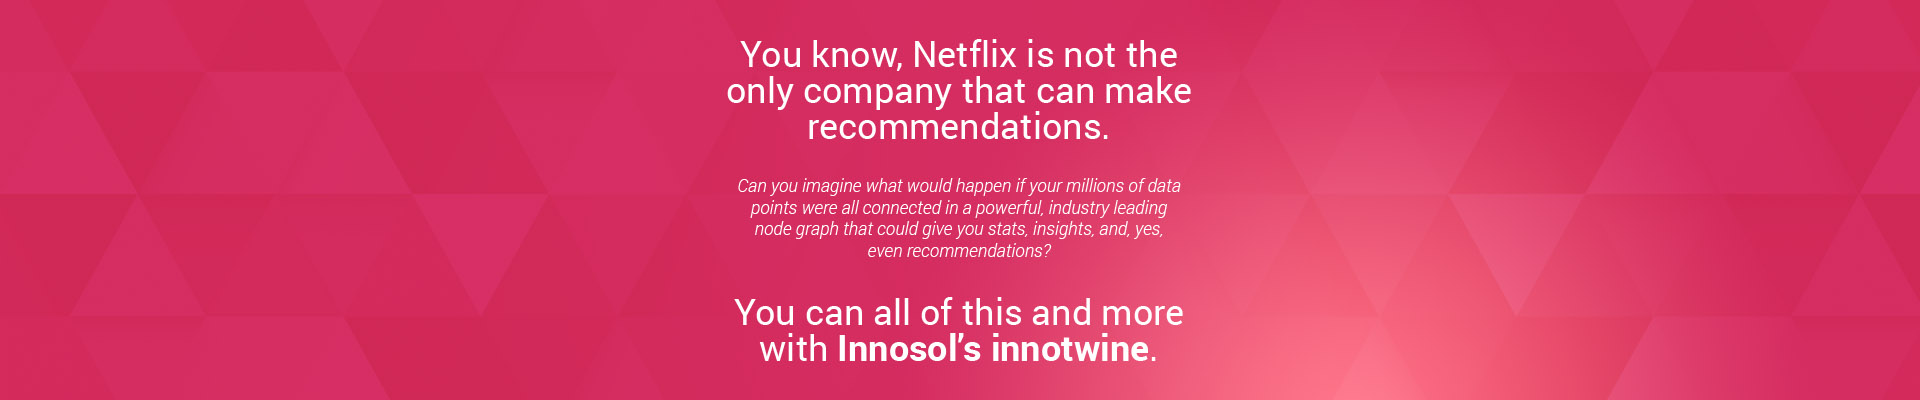 You know, Netflix is not the
only company that can make
recommendations.
Can you imagine what would happen if your millions of data
points were all connected in a powerful, industry leading
node graph that could give you stats, insights, and, yes,
even recommendations?
You can all of this and more
with Innosol’s innotwine.